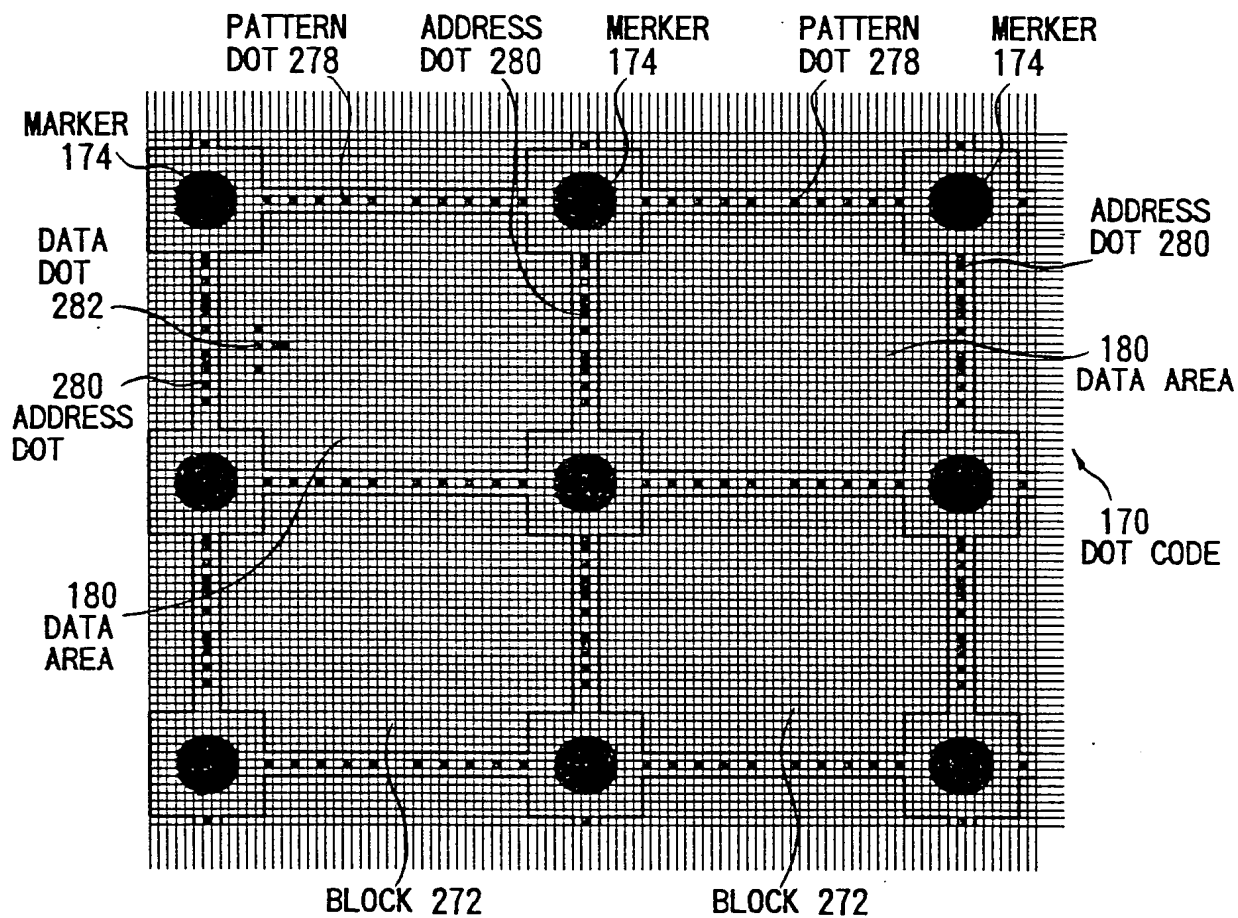 PATTERN
DOT 278
ADDRESS
DOT 280
MERKER
174
PATTERN
DOT 278
MERKER
174
MARKER
174
ADDRESS
DOT 280
DATA
DOT
282
280
ADDRESS
DOT
180
DATA AREA
170
DOT CODE
180
DATA
AREA
BLOCK 272
BLOCK 272